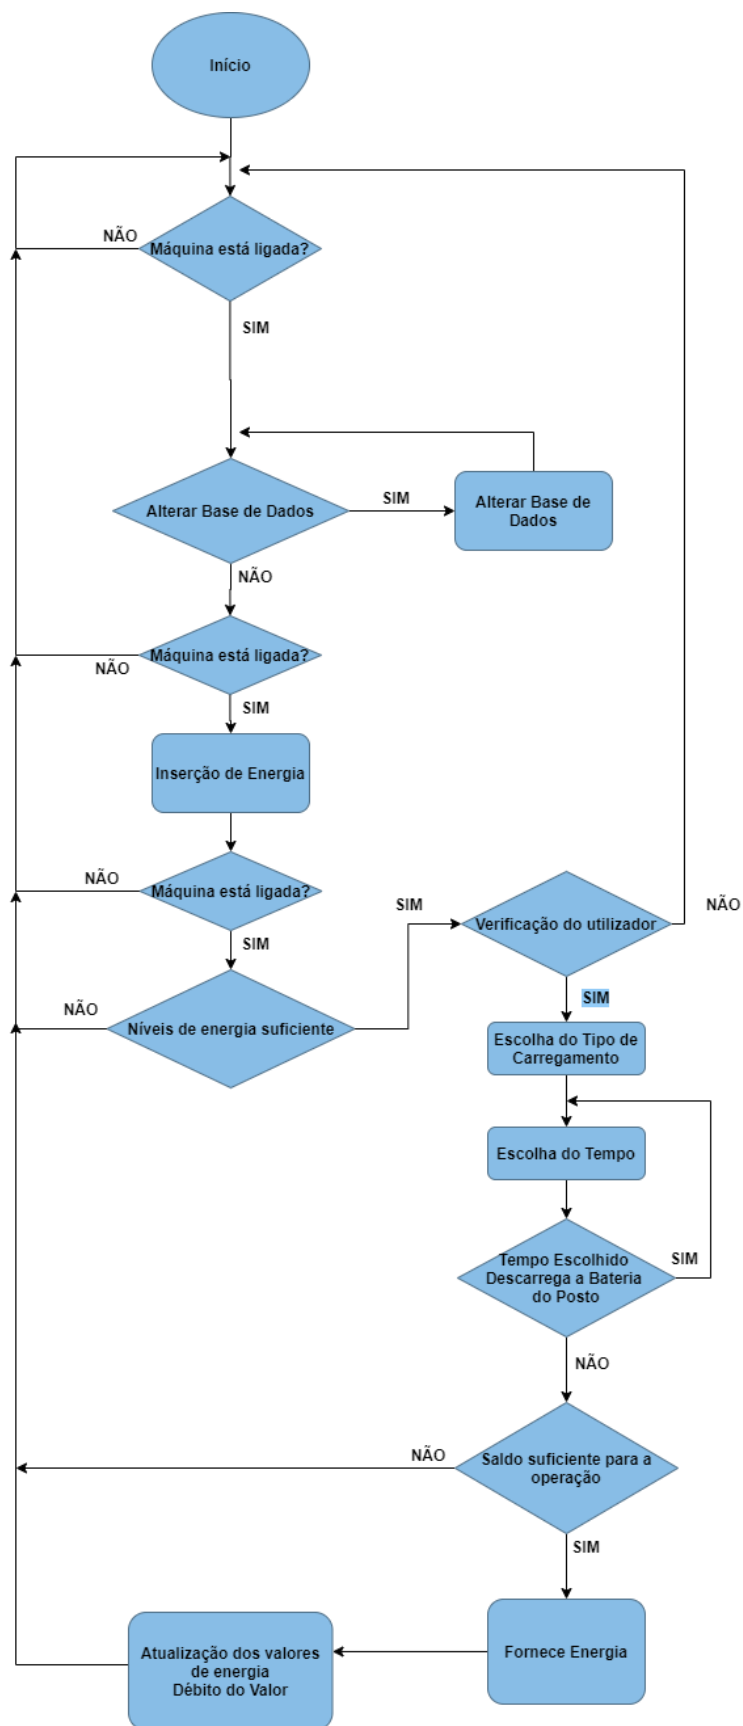 Início
NÃO
Máquina está ligada?
SIM
Alterar Base de Dados
SIM
Alterar Base de
Dados
NÃO
Máquina está ligada?
NÃO
SIM
Inserção de Energia
NÃO
Máquina está ligada?
SIM
NÃO
Níveis de energia suficiente
SIM
Verificação do utilizador
NÃO
SIM
Escolha do Tipo de
Carregamento
Escolha do Tempo
Tempo Escolhido
Descarrega a Bateria
do Posto
SIM
NÃO
NÃO
Saldo suficiente para a
operação
SIM
Fornece Energia
Atualização dos valores
de energia
Débito do Valor